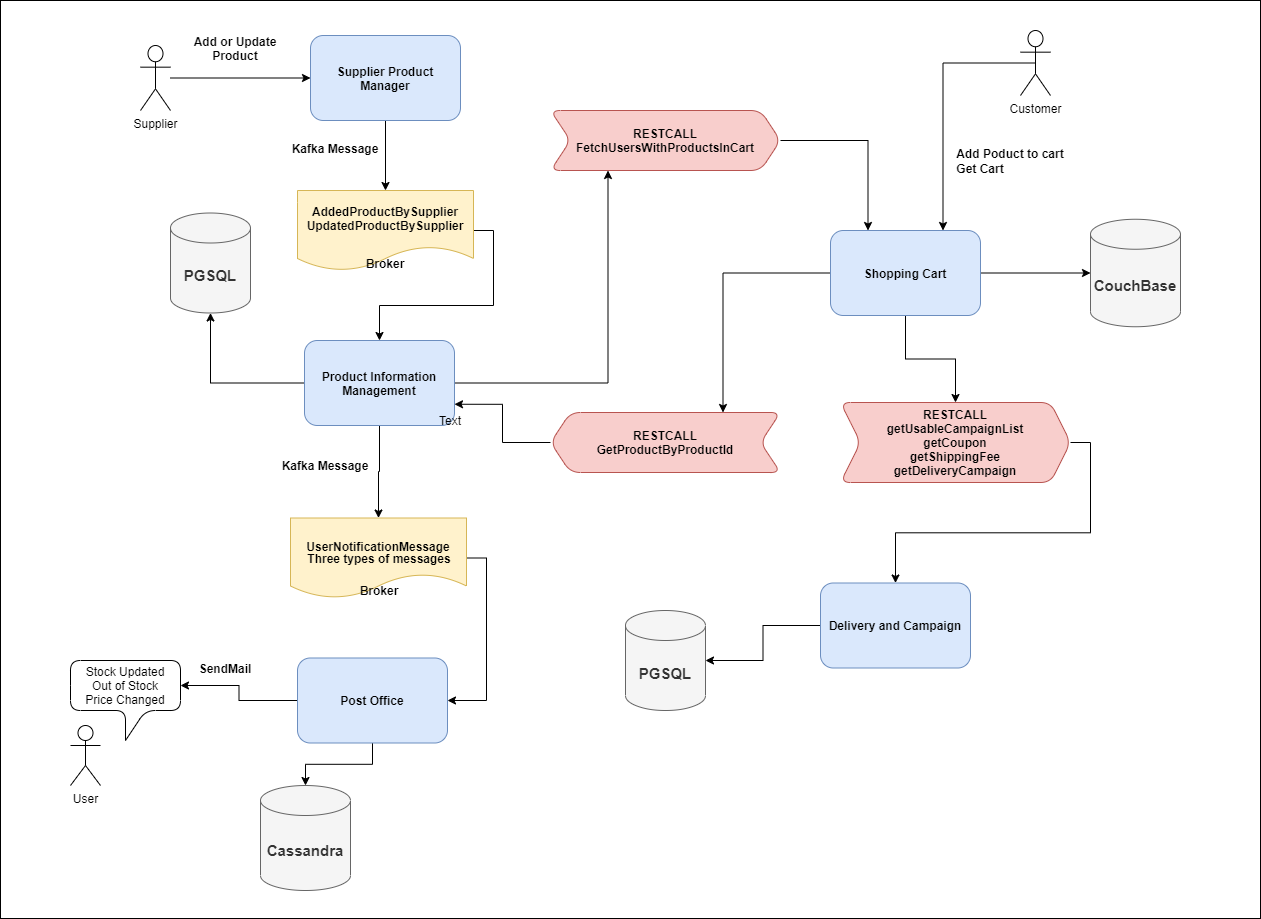 Add or Update
Product
Supplier
Supplier Product
Manager
Customer
Kafka Message
RESTCALL
FetchUsersWithProductsInCart
Add Poduct to cart
Get Cart
AddedProductBySupplier
UpdatedProductBySupplier
Broker
PGSQL
Shopping Cart
CouchBase
Product Information
Management
Text
RESTCALL
GetProductByProductId
RESTCALL
getUsableCampaignList
getCoupon
getShippingFee
getDeliveryCampaign
Kafka Message
UserNotificationMessage
Three types of messages
Broker
Delivery and Campaign
PGSQL
SendMail
Stock Updated
Out of Stock
Price Changed
Post Office
User
Cassandra